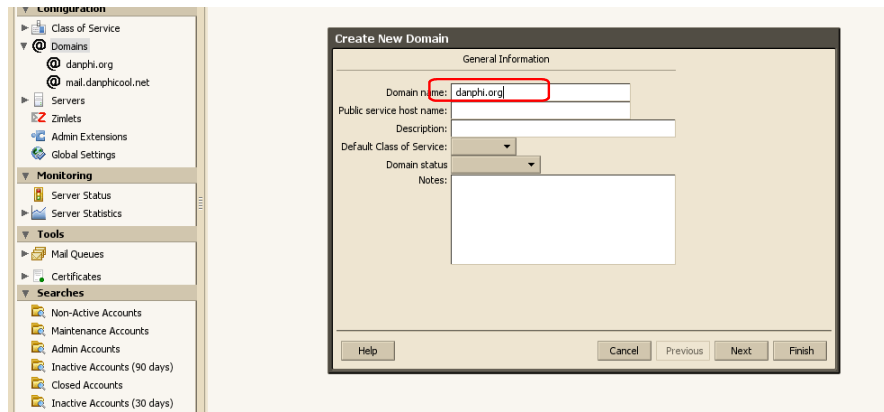 Configuration
Class of Service
Domains
danphi.org
mail.danphicool.net
Servers
Zimlets
Admin Extensions
Global Settings
Monitoring
Server Status
Server Statistics
Tools
Mail Queues
Certificates
Searches
Non-Active Accounts
Maintenance Accounts
Admin Accounts
Inactive Accounts (90 days)
Closed Accounts
Inactive Accounts (30 days)
Create New Domain
General Information
Domain name: danphi.org
Public service host name:
Description:
Default Class of Service:
Domain status
Notes:
Help Cancel Previous Next Finish